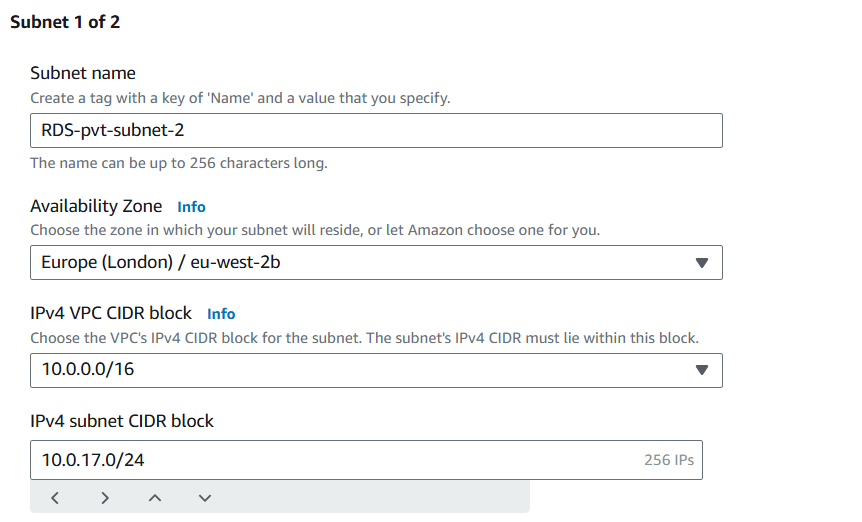 Subnet 1 of 2
Subnet name
Create a tag with a key of 'Name' and a value that you specify.
RDS-pvt-subnet-2
The name can be up to 256 characters long.
Availability Zone Info
Choose the zone in which your subnet will reside, or let Amazon choose one for you.
Europe (London) / eu-west-2b
IPv4 VPC CIDR block Info
Choose the VPC's IPv4 CIDR block for the subnet. The subnet's IPv4 CIDR must lie within this block.
10.0.0.0/16
IPv4 subnet CIDR block
10.0.17.0/24 256 IPs